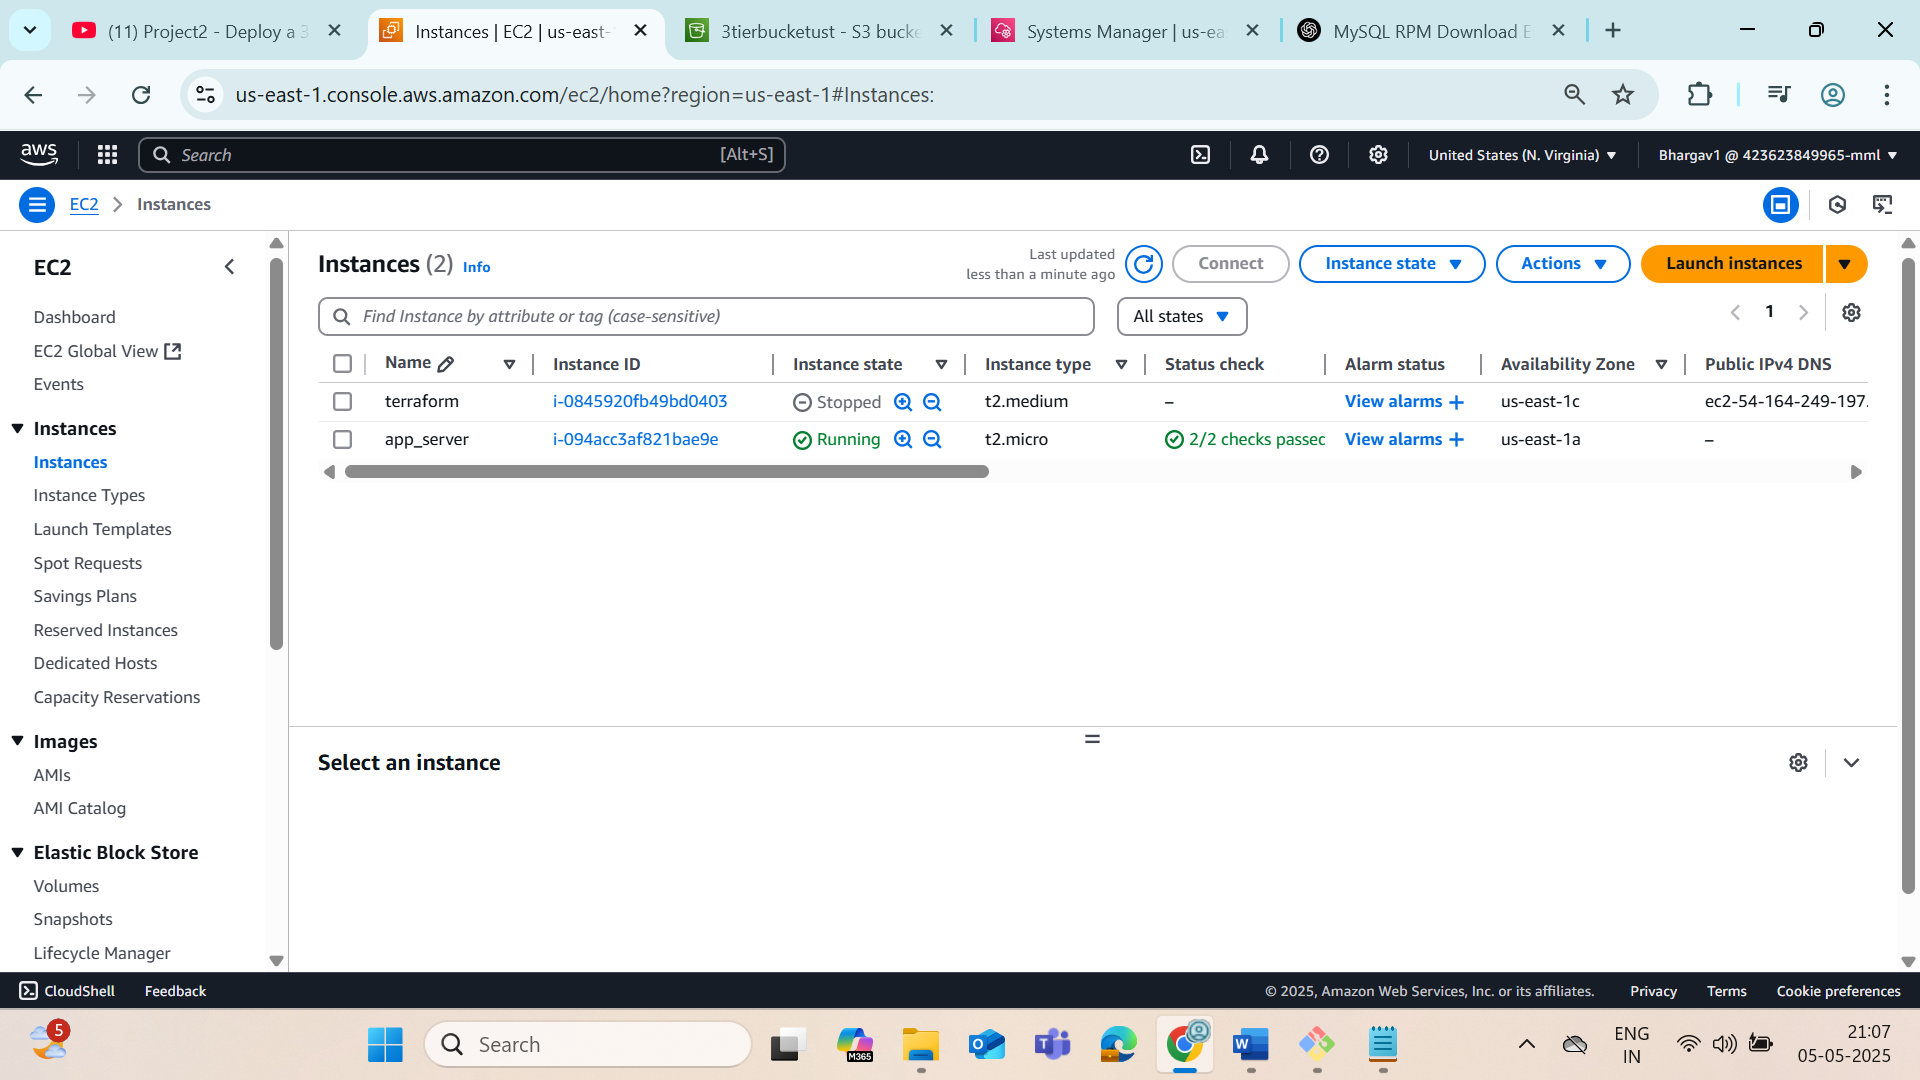 (11) Project2 - Deploy a 3
Instances | EC2 | us-east-
3tierbucketust - S3 bucke
Systems Manager | us-ea
MySQL RPM Download E
us-east-1.console.aws.amazon.com/ec2/home?region=us-east-1#Instances:
aws
Search
[Alt+S]
United States (N. Virginia)
Bhargav1 @ 423623849965-mml
EC2
Instances
EC2
Dashboard
EC2 Global View
Events
Instances
Instances
Instance Types
Launch Templates
Spot Requests
Savings Plans
Reserved Instances
Dedicated Hosts
Capacity Reservations
Images
AMIs
AMI Catalog
Elastic Block Store
Volumes
Snapshots
Lifecycle Manager
Instances (2) Info
Last updated
less than a minute ago
Connect
Instance state
Actions
Launch instances
Find Instance by attribute or tag (case-sensitive)
All states
1
Name Instance ID Instance state Instance type Status check Alarm status Availability Zone Public IPv4 DNS
terraform i-0845920fb49bd0403 Stopped t2.medium – View alarms + us-east-1c ec2-54-164-249-197.
app_server i-094acc3af821bae9e Running t2.micro 2/2 checks passed View alarms + us-east-1a –
Select an instance
CloudShell
Feedback
© 2025, Amazon Web Services, Inc. or its affiliates.
Privacy
Terms
Cookie preferences
5
Search
M365
ENG
IN
21:07
05-05-2025